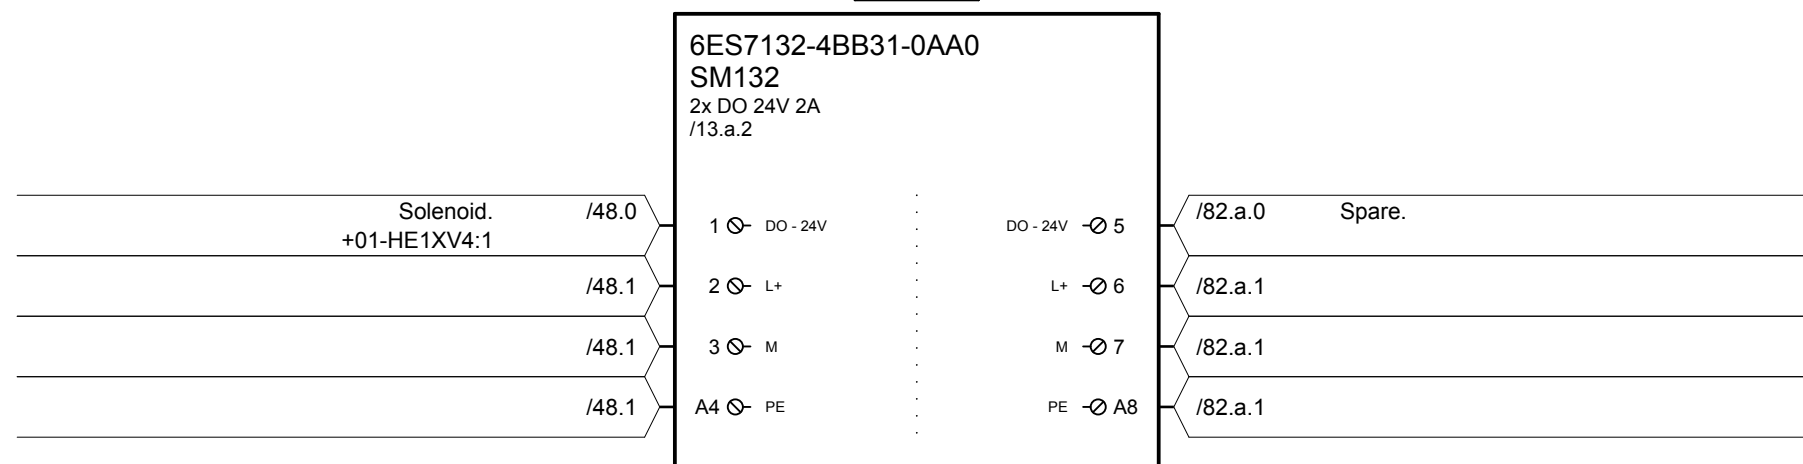 6ES7132-4BB31-0AA0
SM132
2x DO 24V 2A
/13.a.2
Solenoid. /48.0 1 DO - 24V DO - 24V 5 /82.a.0 Spare.
+01-HE1XV4:1
/48.1 2 L+ L+ 6 /82.a.1
/48.1 3 M M 7 /82.a.1
/48.1 A4 PE PE A8 /82.a.1